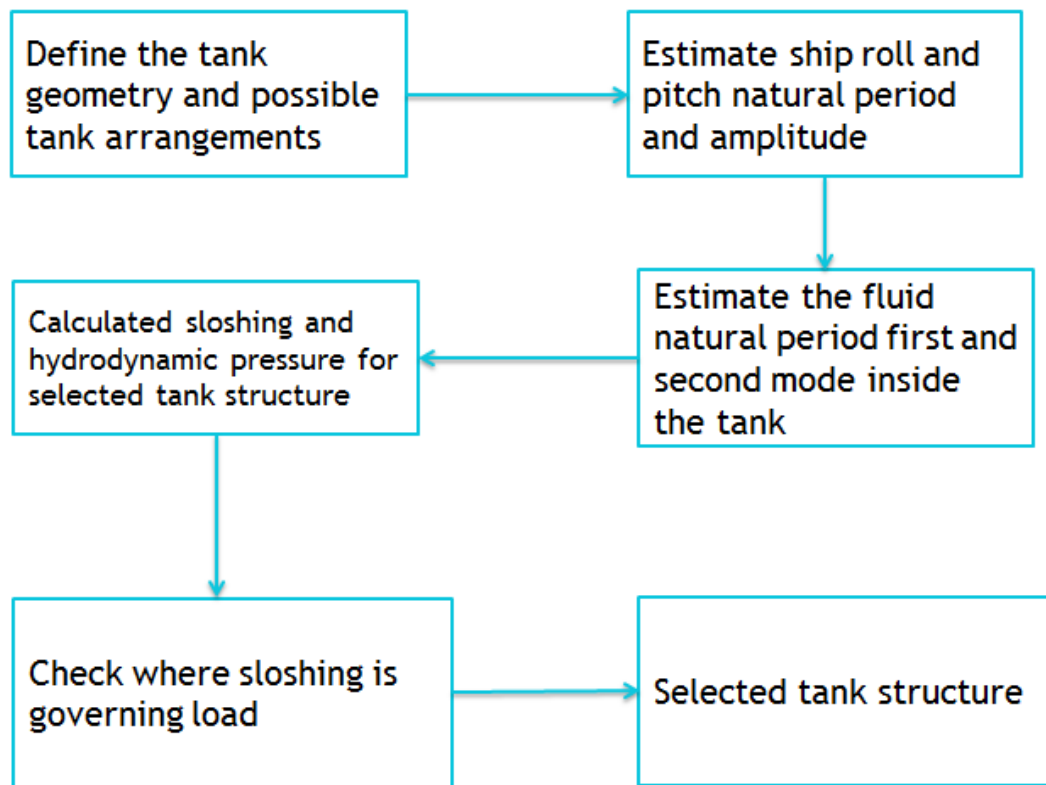 Define the tank
geometry and possible
tank arrangements
Estimate ship roll and
pitch natural period
and amplitude
Estimate the fluid
natural period first and
second mode inside
the tank
Calculated sloshing and
hydrodynamic pressure for
selected tank structure
Check where sloshing is
governing load
Selected tank structure